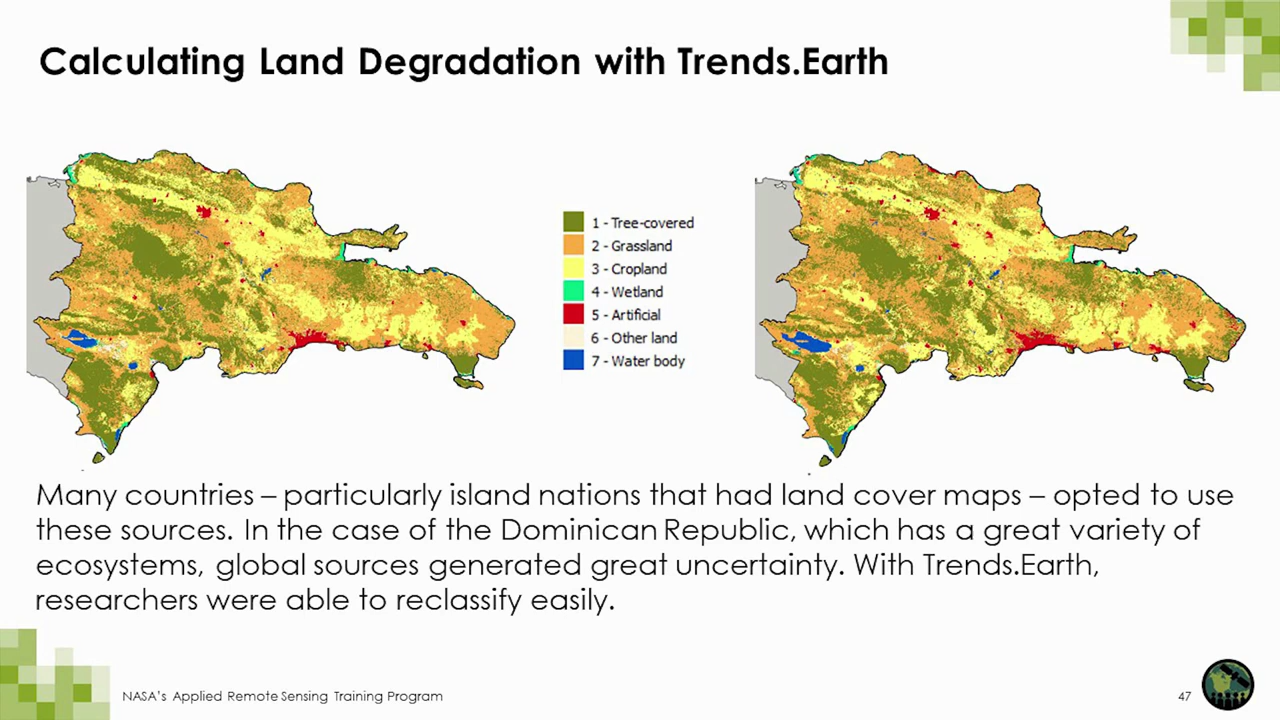 Calculating Land Degradation with Trends.Earth
1 - Tree-covered
2 - Grassland
3 - Cropland
4 - Wetland
5 - Artificial
6 - Other land
7 - Water body
Many countries – particularly island nations that had land cover maps – opted to use
these sources. In the case of the Dominican Republic, which has a great variety of
ecosystems, global sources generated great uncertainty. With Trends.Earth,
researchers were able to reclassify easily.
NASA's Applied Remote Sensing Training Program
47